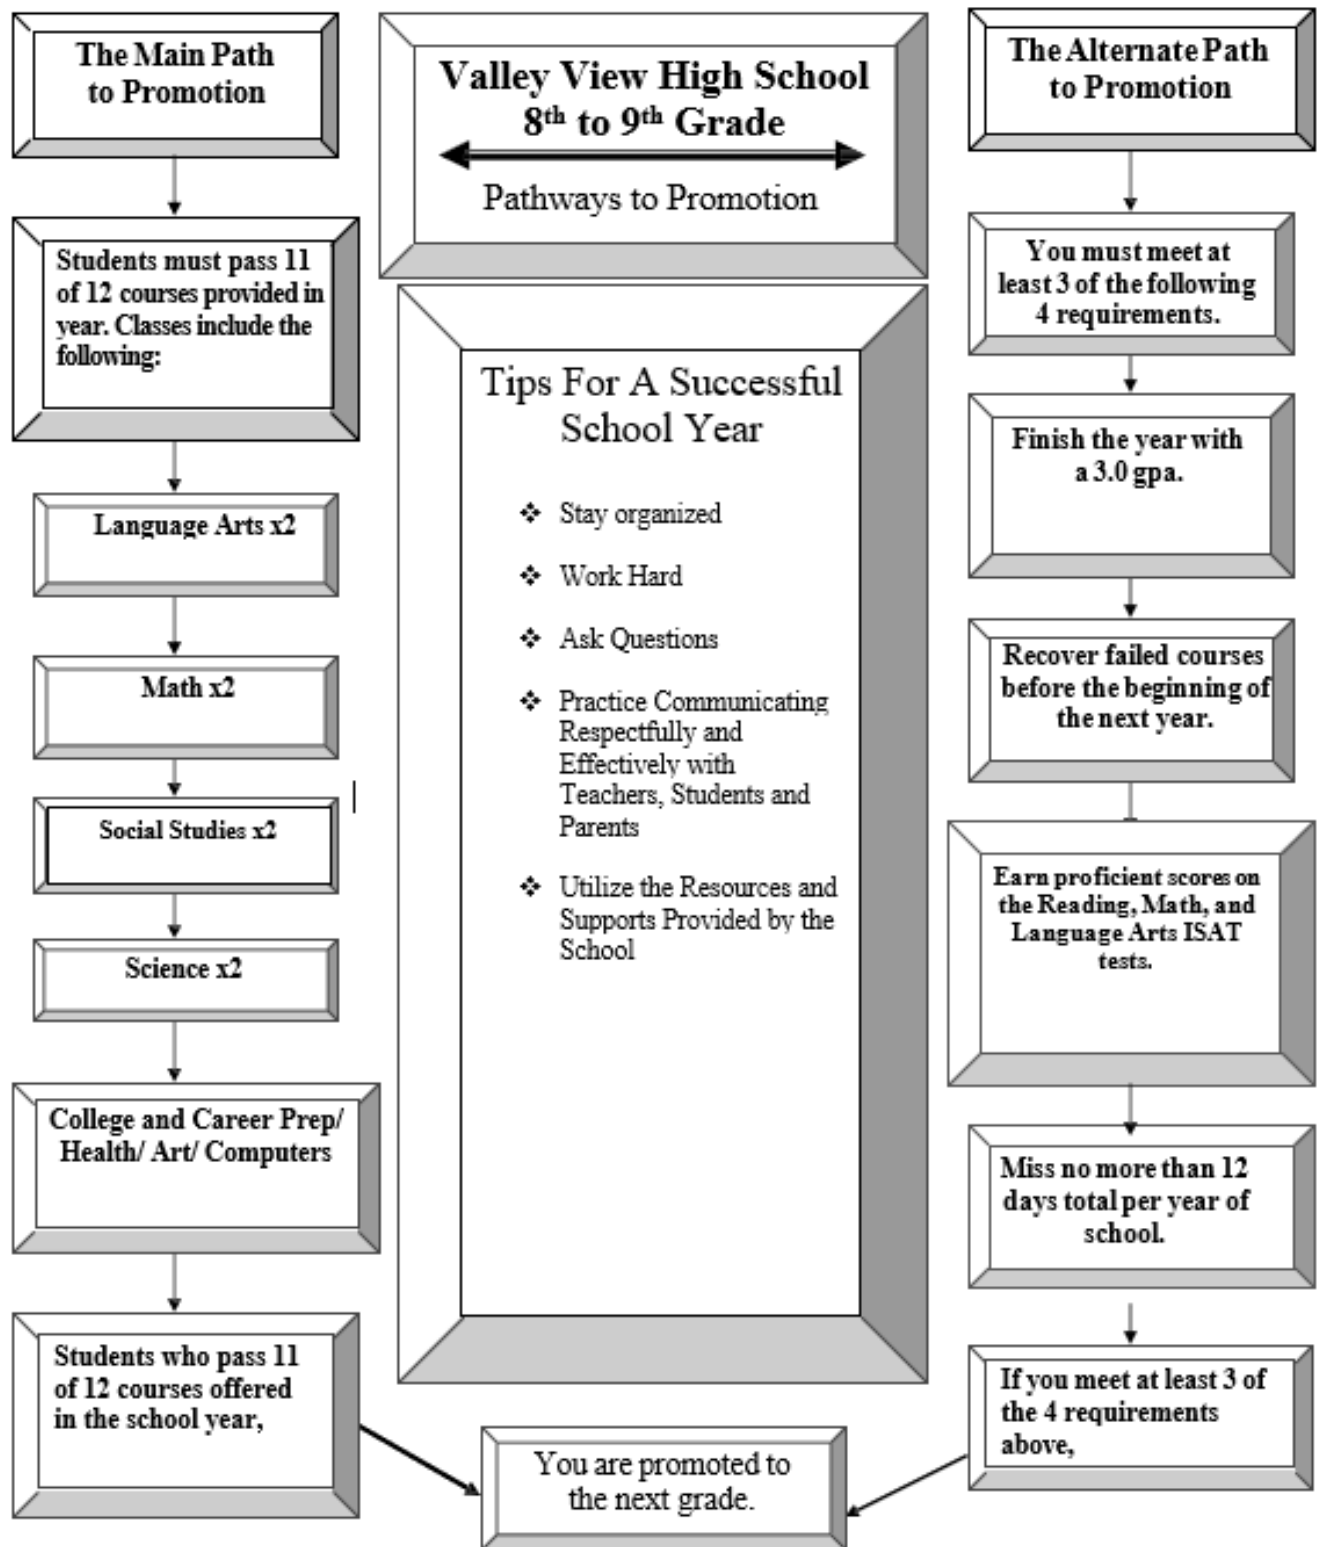 The Main Path
to Promotion
Students must pass 11
of 12 courses provided in
year. Classes include the
following:
Language Arts x2
Math x2
Social Studies x2
Science x2
College and Career Prep/
Health/ Art/ Computers
Students who pass 11
of 12 courses offered
in the school year,
Valley View High School
8th to 9th Grade
Pathways to Promotion
Tips For A Successful
School Year
❖ Stay organized
❖ Work Hard
❖ Ask Questions
❖ Practice Communicating
Respectfully and
Effectively with
Teachers, Students and
Parents
❖ Utilize the Resources and
Supports Provided by the
School
The Alternate Path
to Promotion
You must meet at
least 3 of the following
4 requirements.
Finish the year with
a 3.0 gpa.
Recover failed courses
before the beginning of
the next year.
Earn proficient scores on
the Reading, Math, and
Language Arts ISAT
tests.
Miss no more than 12
days total per year of
school.
If you meet at least 3 of
the 4 requirements
above,
You are promoted to
the next grade.